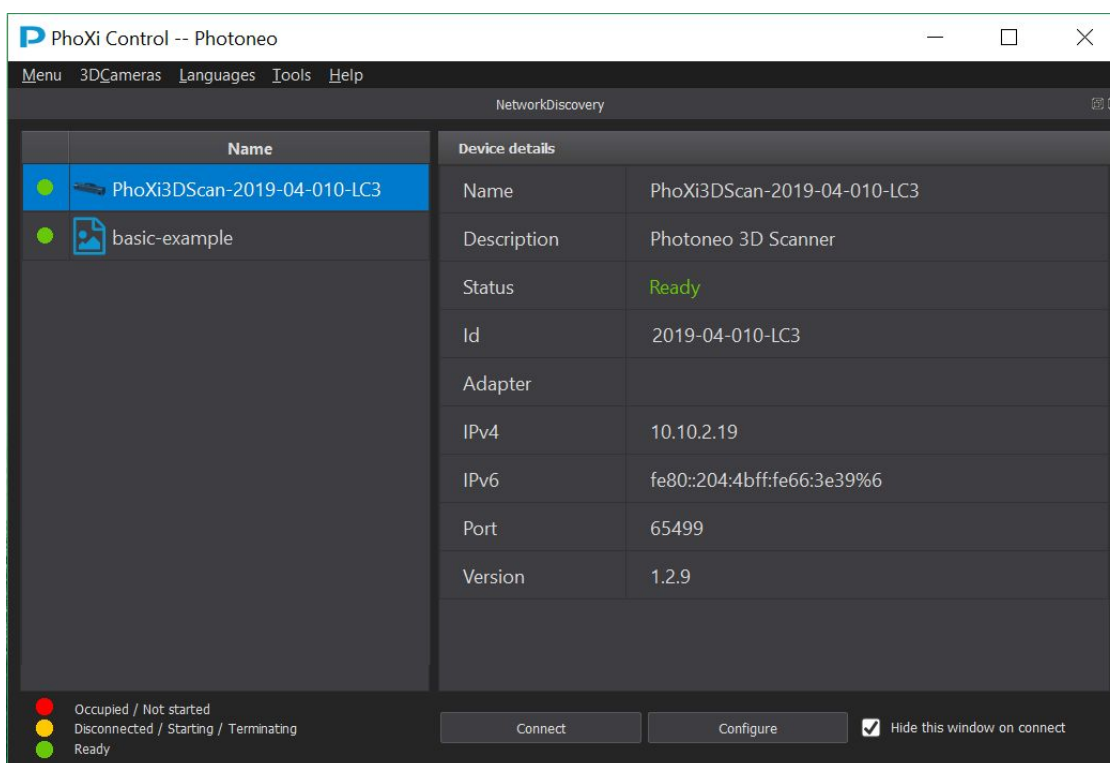 PhoXi Control -- Photoneo
Menu 3DCameras Languages Tools Help
NetworkDiscovery
Name
PhoXi3DScan-2019-04-010-LC3
basic-example
Device details
Name PhoXi3DScan-2019-04-010-LC3
Description Photoneo 3D Scanner
Status Ready
Id 2019-04-010-LC3
Adapter
IPv4 10.10.2.19
IPv6 fe80::204:4bff:fe66:3e39%6
Port 65499
Version 1.2.9
Occupied / Not started
Disconnected / Starting / Terminating
Ready
Connect Configure Hide this window on connect